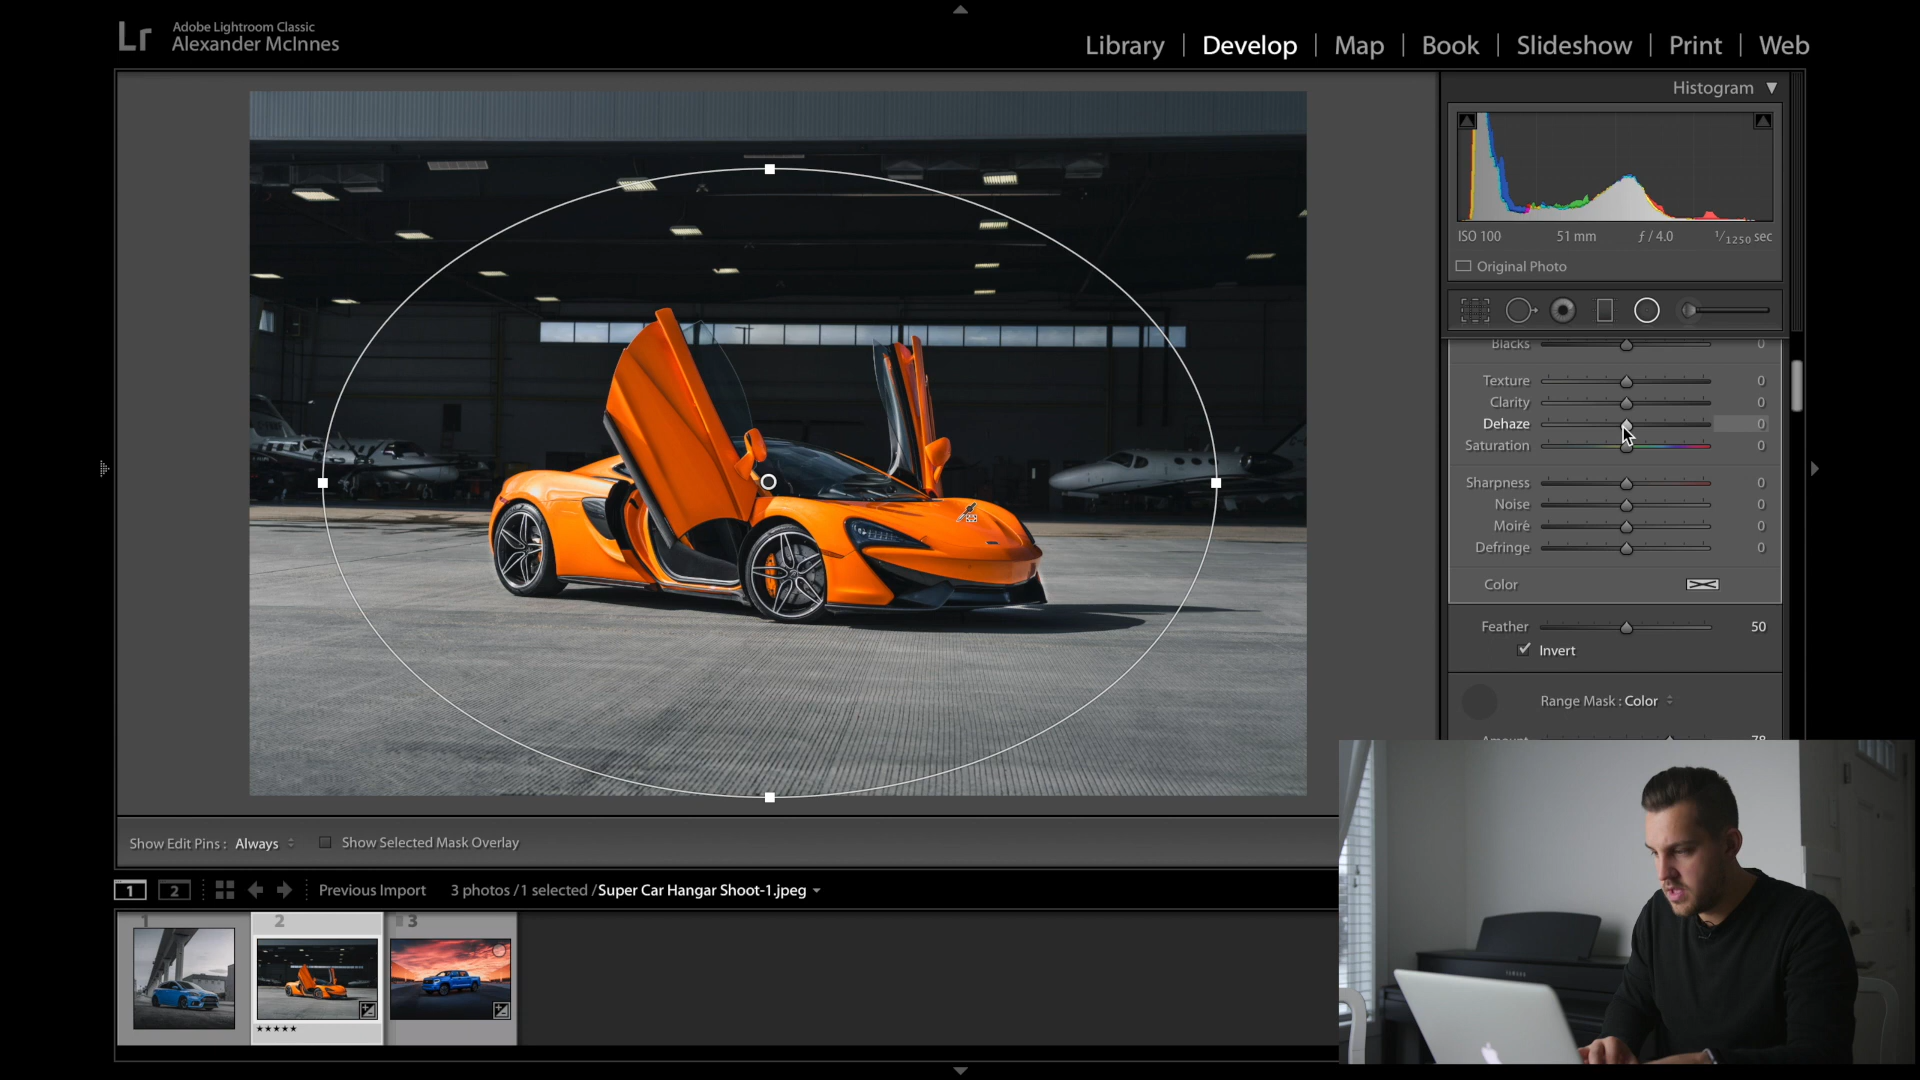 Lr
Adobe Lightroom Classic
Alexander McInnes
Library | Develop | Map | Book | Slideshow | Print | Web
Histogram ▼
ISO 100 51 mm ƒ / 4.0 1/1250 sec
Original Photo
Blacks 0
Texture 0
Clarity 0
Dehaze 0
Saturation 0
Sharpness 0
Noise 0
Moiré 0
Defringe 0
Color
Feather 50
Invert
Range Mask : Color
Amount 78
Show Edit Pins : Always Show Selected Mask Overlay
1 2 Previous Import 3 photos / 1 selected / Super Car Hangar Shoot-1.jpeg
1 2 3
★★★★★
YAMAHA